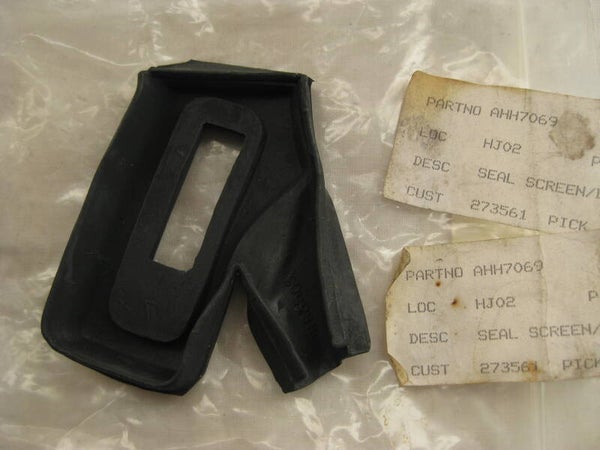 PARTNO AHH7069
LOC HJ02 P
DESC SEAL SCREEN/
CUST 273561 PICK
PARTNO AHH7069
LOC HJ02 P
DESC SEAL SCREEN/
CUST 273561 PICK